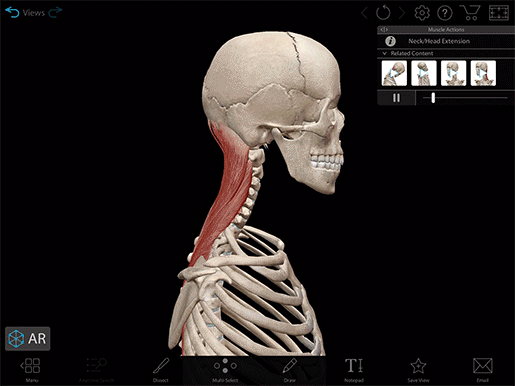 Views
Muscle Actions
Neck/Head Extension
Related Content
AR
Menu
Dissect
Multi-Select
Draw
Notepad
Save View
Email